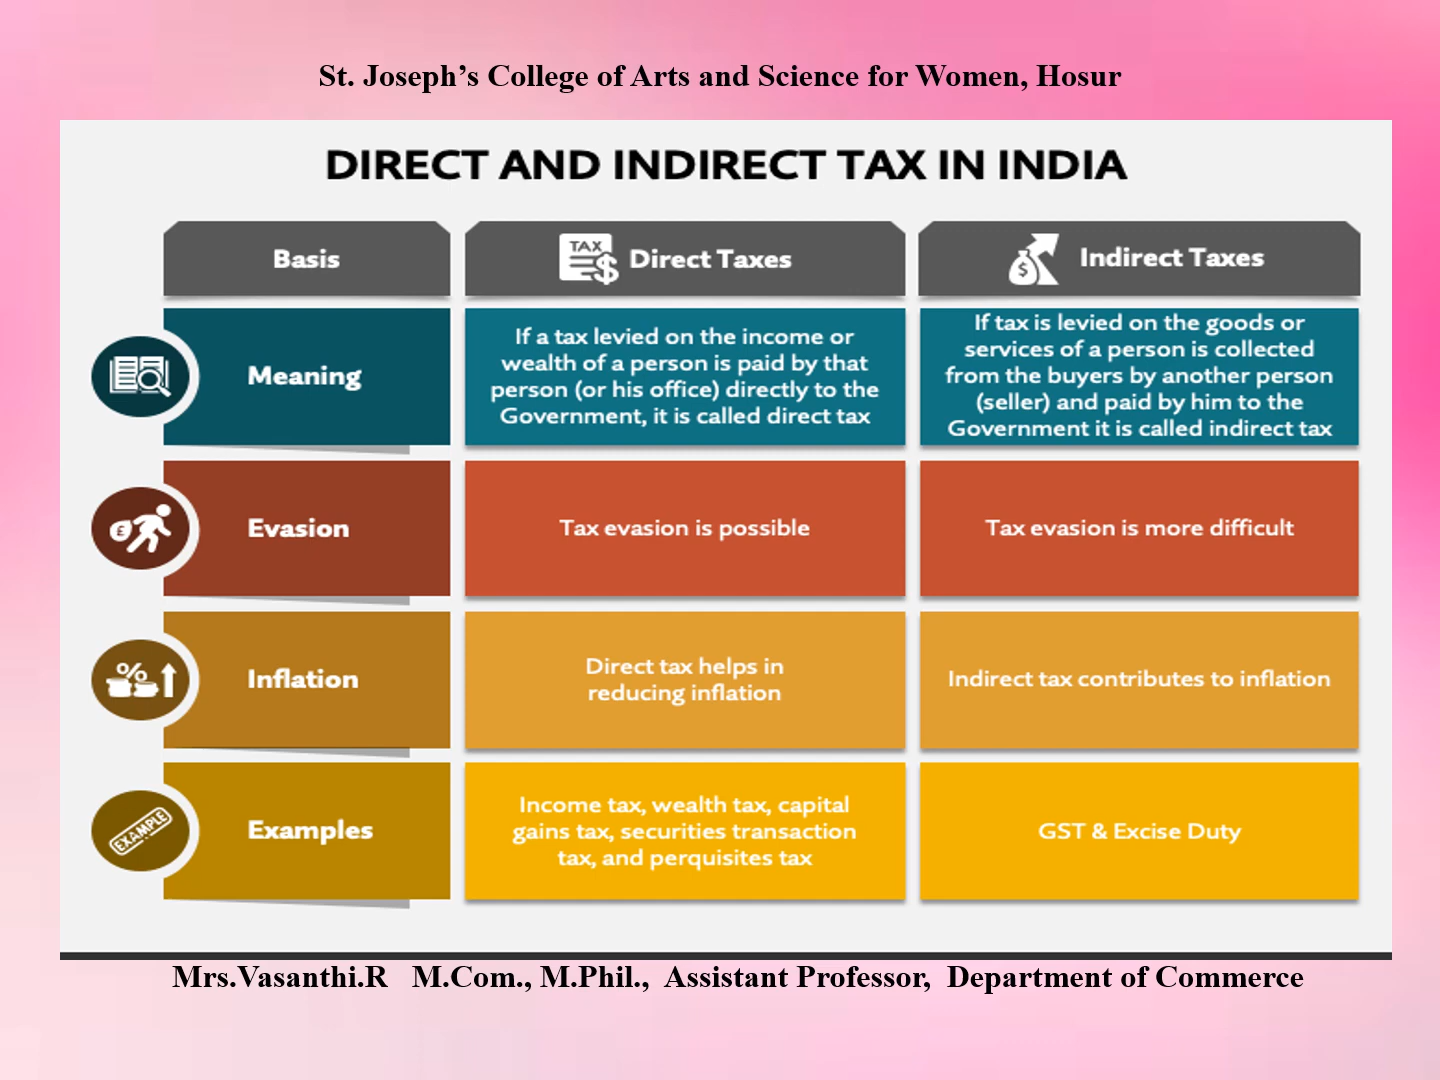 St. Joseph’s College of Arts and Science for Women, Hosur
DIRECT AND INDIRECT TAX IN INDIA
Basis
TAX
$
Direct Taxes
$
Indirect Taxes
Meaning
If a tax levied on the income or
wealth of a person is paid by that
person (or his office) directly to the
Government, it is called direct tax
If tax is levied on the goods or
services of a person is collected
from the buyers by another person
(seller) and paid by him to the
Government it is called indirect tax
£
Evasion
Tax evasion is possible
Tax evasion is more difficult
%
Inflation
Direct tax helps in
reducing inflation
Indirect tax contributes to inflation
EXAMPLE
Examples
Income tax, wealth tax, capital
gains tax, securities transaction
tax, and perquisites tax
GST & Excise Duty
Mrs.Vasanthi.R   M.Com., M.Phil.,  Assistant Professor,  Department of Commerce